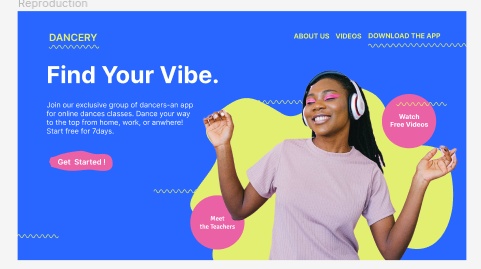 Reproduction
DANCERY
ABOUT US VIDEOS DOWNLOAD THE APP
Find Your Vibe.
Join our exclusive group of dancers-an app
for online dances classes. Dance your way
to the top from home, work, or anwhere!
Start free for 7days.
Get Started !
Watch
Free Videos
Meet
the Teachers